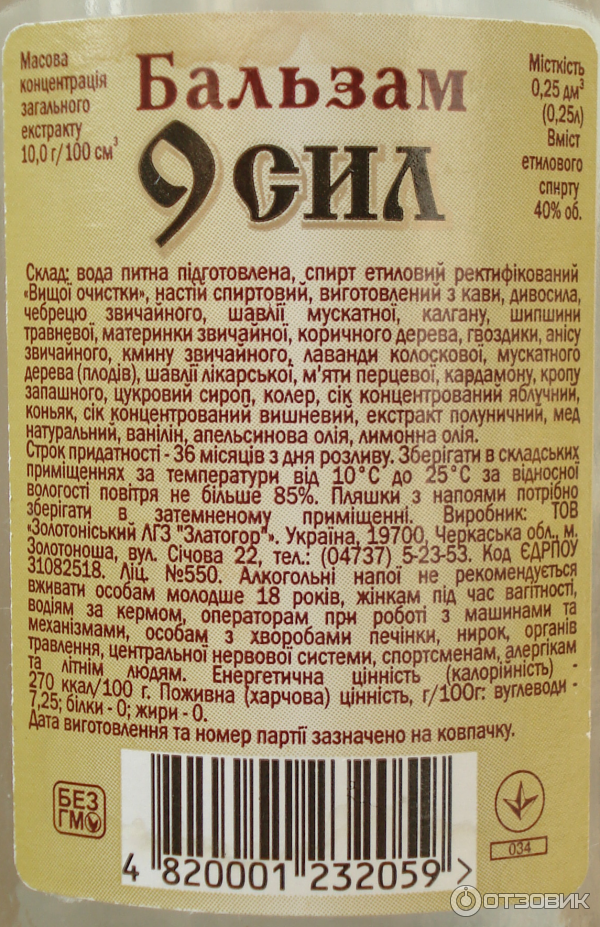 Масова
концентрація
загального
екстракту
10,0 г/100 см³
Бальзам
9 СИЛ
Місткість
0,25 дм³
(0,25л)
Вміст
етилового
спирту
40% об.
Склад: вода питна підготовлена, спирт етиловий ректифікований
«Вищої очистки», настій спиртовий, виготовлений з кави, дивосила,
чебрецю звичайного, шавлії мускатної, калгану, шипшини
травневої, материнки звичайної, коричного дерева, гвоздики, анісу
звичайного, кмину звичайного, лаванди колоскової, мускатного
дерева (плодів), шавлії лікарської, м'яти перцевої, кардамону, кропу
запашного, цукровий сироп, колер, сік концентрований яблучний,
коньяк, сік концентрований вишневий, екстракт полуничний, мед
натуральний, ванілін, апельсинова олія, лимонна олія.
Строк придатності - 36 місяців з дня розливу. Зберігати в складських
приміщеннях за температури від 10°С до 25°С за відносної
вологості повітря не більше 85%. Пляшки з напоями потрібно
зберігати в затемненому приміщенні. Виробник: ТОВ
«Золотоніський ЛГЗ "Златогор"». Україна, 19700, Черкаська обл., м.
Золотоноша, вул. Січова 22, тел.: (04737) 5-23-53. Код ЄДРПОУ
31082518. Ліц. №550. Алкогольні напої не рекомендується
вживати особам молодше 18 років, жінкам під час вагітності,
водіям за кермом, операторам при роботі з машинами та
механізмами, особам з хворобами печінки, нирок, органів
травлення, центральної нервової системи, спортсменам, алергікам
та літнім людям. Енергетична цінність (калорійність) -
270 ккал/100 г. Поживна (харчова) цінність, г/100г: вуглеводи -
7,25; білки - 0; жири - 0.
Дата виготовлення та номер партії зазначено на ковпачку.
БЕЗ
ГМО
4 820001 232059 >
034
ОТЗОВИК